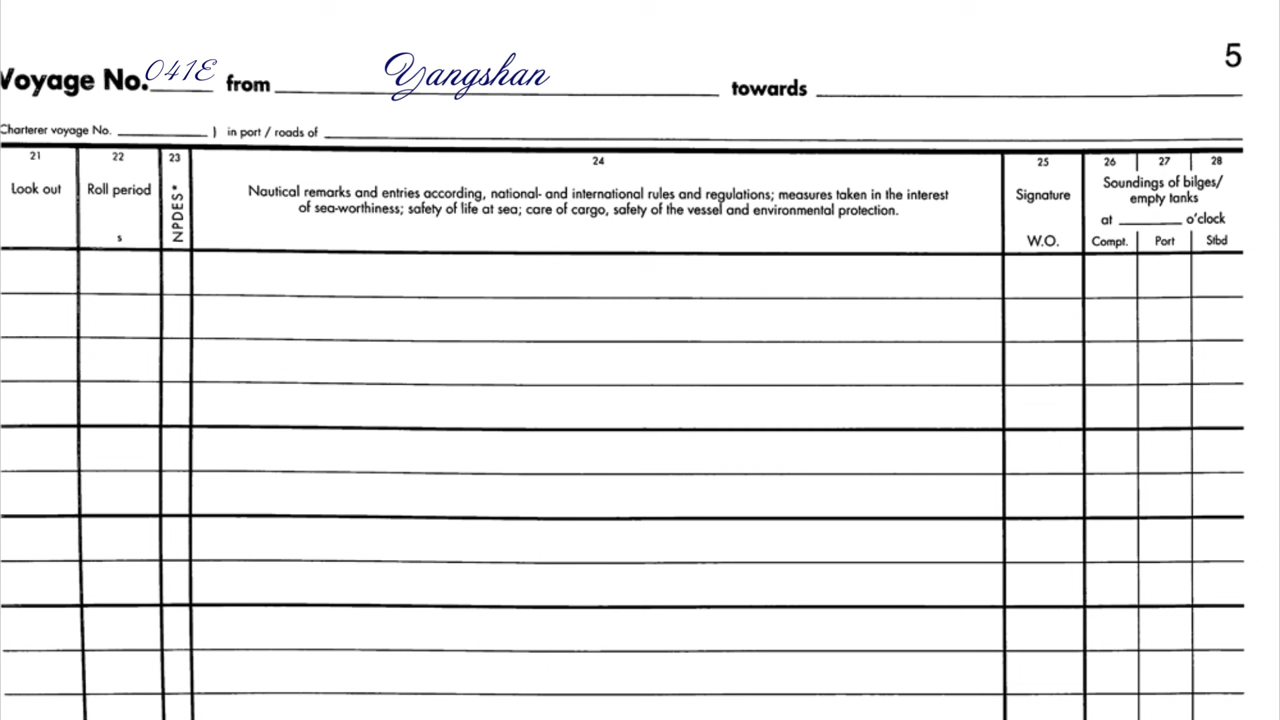 5
Voyage No. 041E from Yangshan towards
Charterer voyage No. ) in port / roads of
21 22 23 24 25 26 27 28
Look out Roll period NPDES* Nautical remarks and entries according, national- and international rules and regulations; measures taken in the interest Signature Soundings of bilges/
of sea-worthiness; safety of life at sea; care of cargo, safety of the vessel and environmental protection. empty tanks
at o'clock
s W.O. Compt. Port Stbd